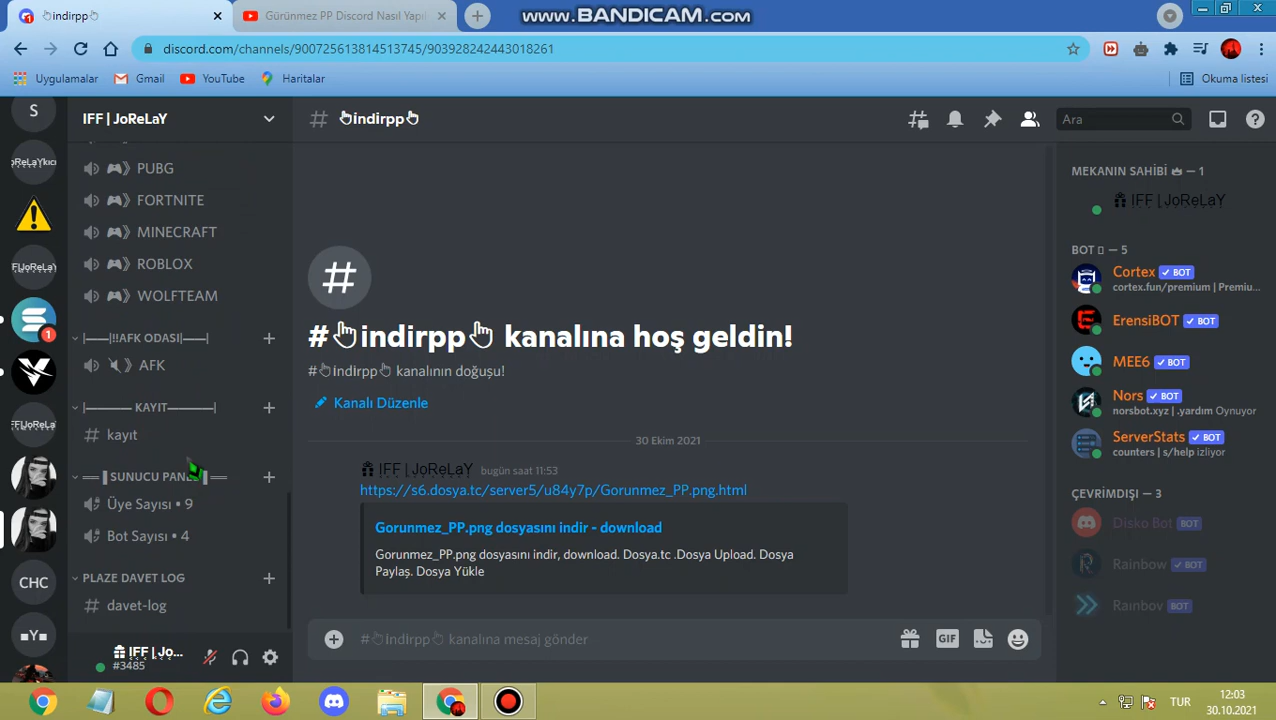 indirpp
Gürünmez PP Discord Nasıl Yapıl
www.BANDICAM.com
discord.com/channels/900725613814513745/903928242443018261
Uygulamalar
Gmail
YouTube
Haritalar
Okuma listesi
S
IFF | JoReLaY
PUBG
FORTNITE
MINECRAFT
ROBLOX
WOLFTEAM
|___|!!AFK ODASI|___|
AFK
|——— KAYIT———|
# kayıt
Üye Sayısı • 9
Bot Sayısı • 4
PLAZE DAVET LOG
# davet-log
1
CHC
■Y■
IFF | Jo...
#3485
# 👆indirpp👆
Ara
#👆indirpp👆 kanalına hoş geldin!
#👆indirpp👆 kanalının doğuşu!
Kanalı Düzenle
30 Ekim 2021
IFF | JoReLaY bugün saat 11:53
https://s6.dosya.tc/server5/u84y7p/Gorunmez_PP.png.html
Gorunmez_PP.png dosyasını indir - download
Gorunmez_PP.png dosyasını indir, download. Dosya.tc .Dosya Upload. Dosya
Paylaş. Dosya Yükle
#👆indirpp👆 kanalına mesaj gönder
GIF
MEKANIN SAHİBİ — 1
IFF | JoReLaY
BOT — 5
Cortex ✓ BOT
cortex.fun/premium | Premiu...
ErensiBOT ✓ BOT
MEE6 ✓ BOT
Nors ✓ BOT
norsbot.xyz | .yardım Oynuyor
ServerStats ✓ BOT
counters | s/help izliyor
ÇEVRİMDIŞI — 3
Disko Bot ✓ BOT
Rainbow ✓ BOT
Raınbov BOT
TUR
12:03
30.10.2021